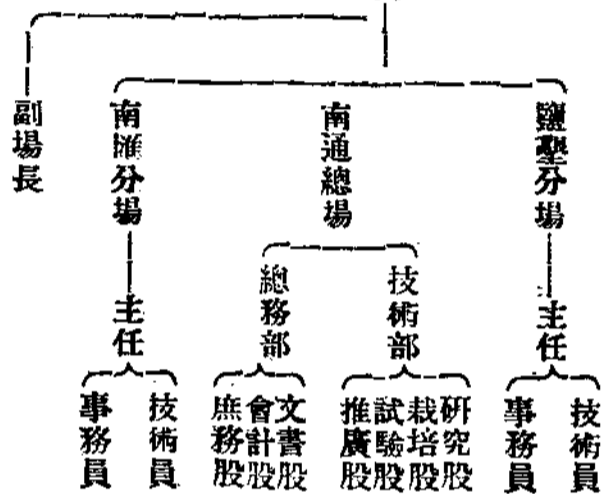 鹽墾分場
主任
技術員
事務員
南通總場
技術部
研究股
栽培股
試驗股
推廣股
總務部
文書股
會計股
庶務股
南匯分場
主任
技術員
事務員
副場長